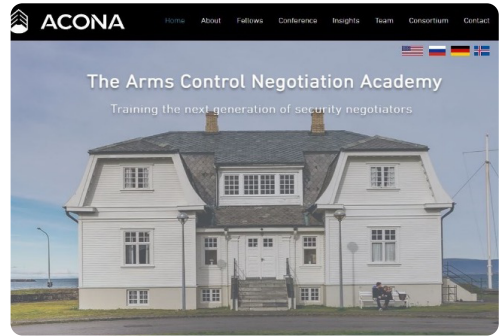 ACONA
Home About Fellows Conference Insights Team Consortium Contact
The Arms Control Negotiation Academy
Training the next generation of security negotiators